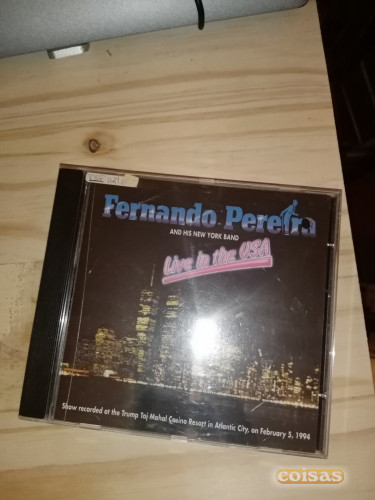 Fernando Pereira
AND HIS NEW YORK BAND
Live in the USA
Show recorded at the Trump Taj Mahal Casino Resort in Atlantic City, on February 5, 1994
coisas